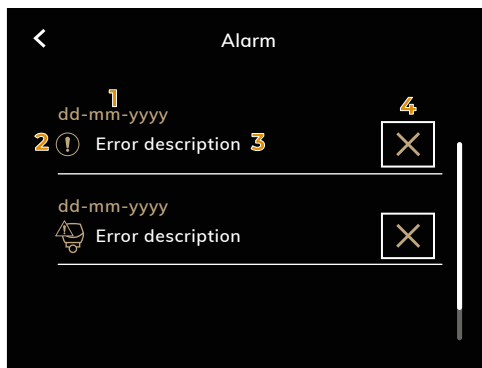 Alarm
1
dd-mm-yyyy
4
2 Error description 3
dd-mm-yyyy
Error description